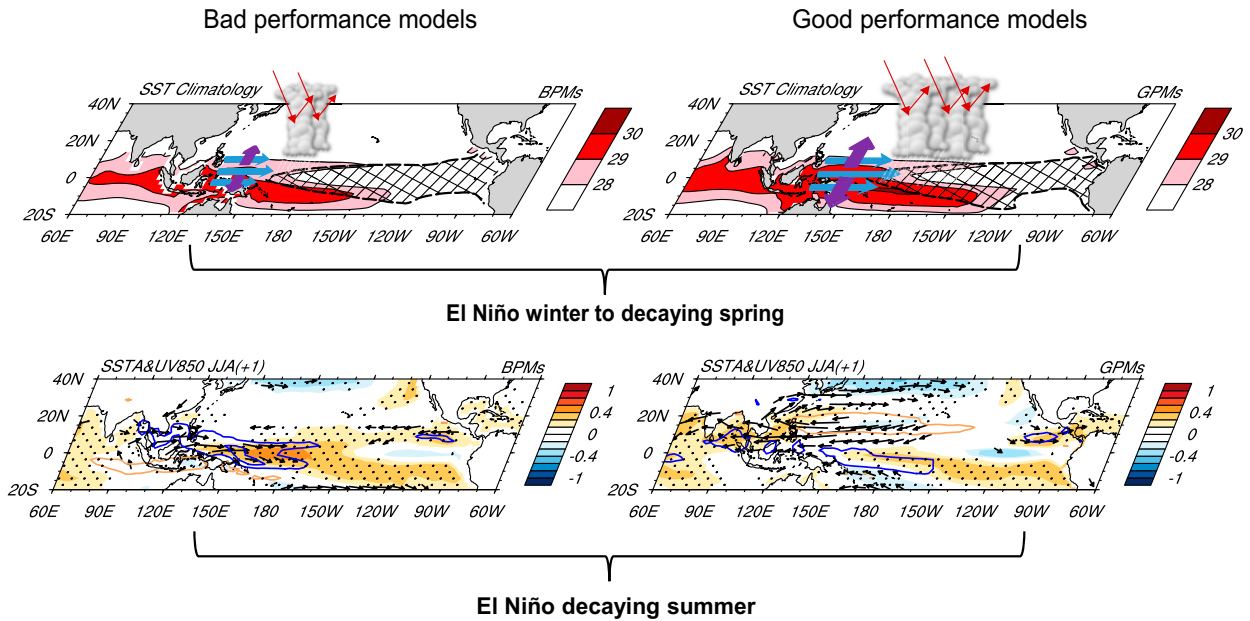 Bad performance models
Good performance models
SST Climatology BPMs
40N
20N
0
20S
60E 90E 120E 150E 180 150W 120W 90W 60W
30
29
28
SST Climatology GPMs
40N
20N
0
20S
60E 90E 120E 150E 180 150W 120W 90W 60W
30
29
28
El Niño winter to decaying spring
SSTA&UV850 JJA(+1) BPMs
40N
20N
0
20S
60E 90E 120E 150E 180 150W 120W 90W 60W
1
0.4
0
-0.4
-1
SSTA&UV850 JJA(+1) GPMs
40N
20N
0
20S
60E 90E 120E 150E 180 150W 120W 90W 60W
1
0.4
0
-0.4
-1
El Niño decaying summer